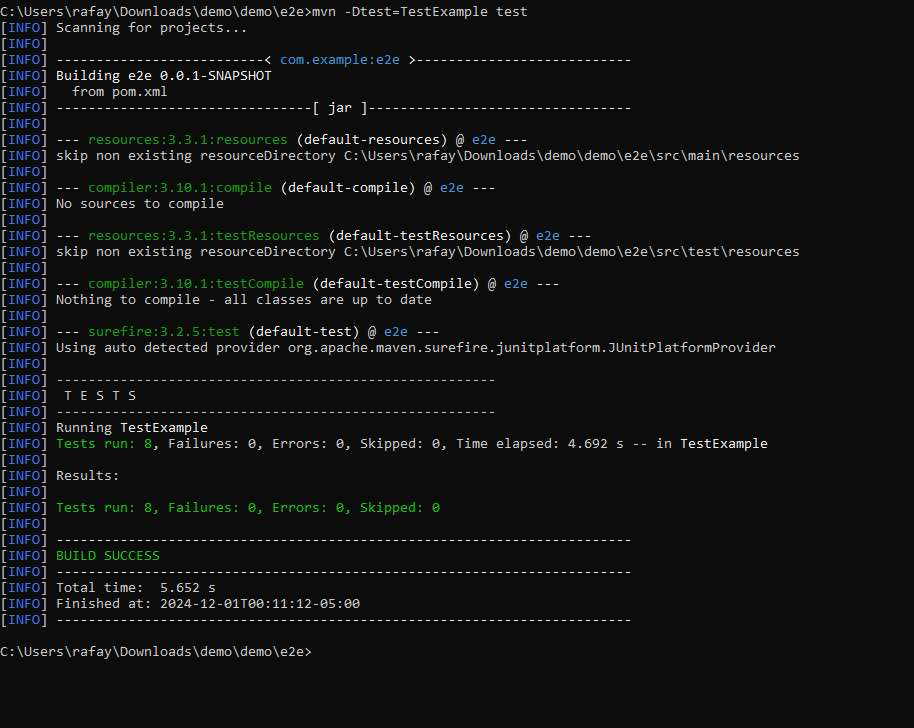 C:\Users\rafay\Downloads\demo\demo\e2e>mvn -Dtest=TestExample test
[INFO] Scanning for projects...
[INFO]
[INFO] --------------------------< com.example:e2e >---------------------------
[INFO] Building e2e 0.0.1-SNAPSHOT
[INFO]   from pom.xml
[INFO] --------------------------------[ jar ]---------------------------------
[INFO]
[INFO] --- resources:3.3.1:resources (default-resources) @ e2e ---
[INFO] skip non existing resourceDirectory C:\Users\rafay\Downloads\demo\demo\e2e\src\main\resources
[INFO]
[INFO] --- compiler:3.10.1:compile (default-compile) @ e2e ---
[INFO] No sources to compile
[INFO]
[INFO] --- resources:3.3.1:testResources (default-testResources) @ e2e ---
[INFO] skip non existing resourceDirectory C:\Users\rafay\Downloads\demo\demo\e2e\src\test\resources
[INFO]
[INFO] --- compiler:3.10.1:testCompile (default-testCompile) @ e2e ---
[INFO] Nothing to compile - all classes are up to date
[INFO]
[INFO] --- surefire:3.2.5:test (default-test) @ e2e ---
[INFO] Using auto detected provider org.apache.maven.surefire.junitplatform.JUnitPlatformProvider
[INFO]
[INFO] -------------------------------------------------------
[INFO]  T E S T S
[INFO] -------------------------------------------------------
[INFO] Running TestExample
[INFO] Tests run: 8, Failures: 0, Errors: 0, Skipped: 0, Time elapsed: 4.692 s -- in TestExample
[INFO]
[INFO] Results:
[INFO]
[INFO] Tests run: 8, Failures: 0, Errors: 0, Skipped: 0
[INFO]
[INFO] ------------------------------------------------------------------------
[INFO] BUILD SUCCESS
[INFO] ------------------------------------------------------------------------
[INFO] Total time:  5.652 s
[INFO] Finished at: 2024-12-01T00:11:12-05:00
[INFO] ------------------------------------------------------------------------
C:\Users\rafay\Downloads\demo\demo\e2e>